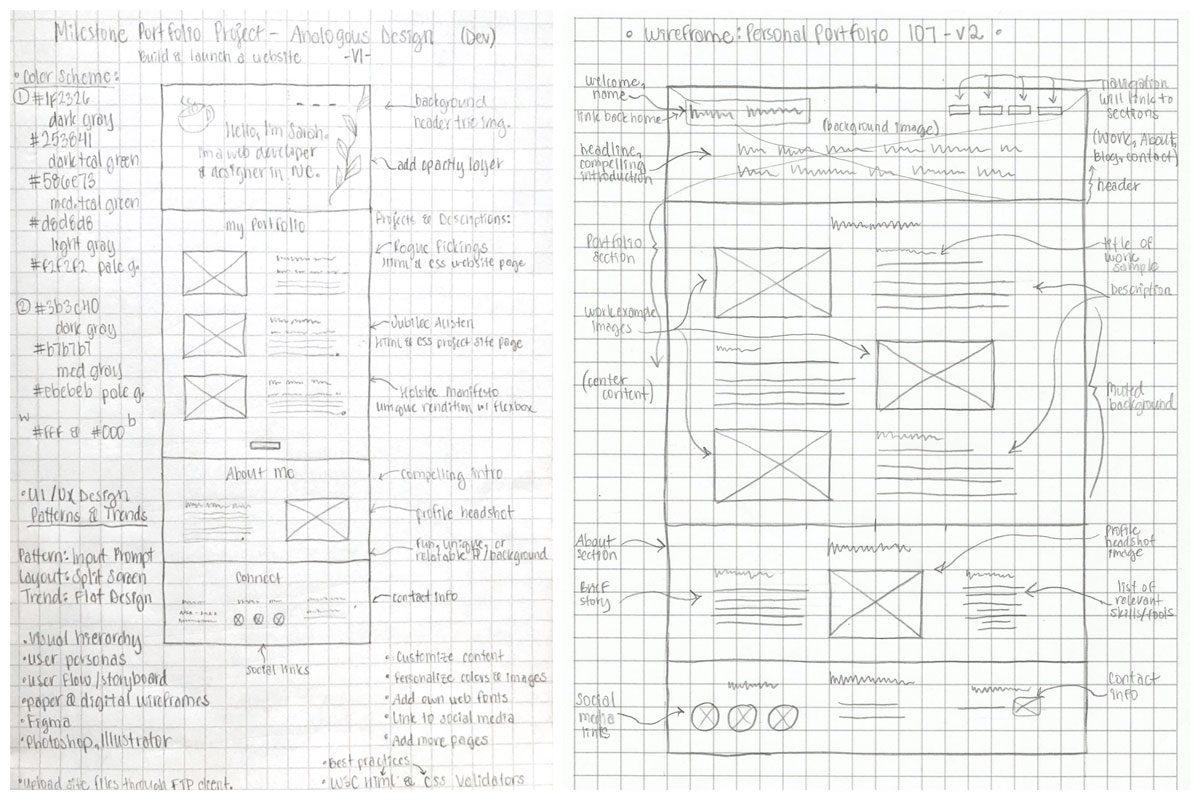 Milestone Portfolio Project - Analogous Design (Dev)
Build & launch a website -V1-
• Color Scheme:
① #1F2326
dark gray
#253841
dark teal green
#586e73
med. teal green
#d8d8d8
light gray
#f2f2f2 pale g.
② #3b3c40
dark gray
#b7b7b7
med gray
#ebebeb pale g.
w #fff & #000 b
• UI/UX Design
Patterns & Trends
Pattern: Input Prompt
Layout: Split Screen
Trend: Flat Design
• visual hierarchy
• user personas
• user flow/storyboard
• paper & digital wireframes
• Figma
• Photoshop, Illustrator
• Upload site files through FTP client.
Hello, I'm Sarah.
I'm a web developer
& designer in NC.
my Portfolio
About Me
Connect
social links
background
header tric img.
add opacity layer
Projects & Descriptions:
Rogue Pickings
Html & css website page
Jubilee Austen
HTML & CSS project site page
Holstee Manifesto
unique rendition w/ flexbox
compelling intro
profile headshot
fun, unique, or
relatable /background
contact info
• Customize content
• Personalize colors & images
• Add own web fonts
• Link to social media
• Add more pages
• Best practices
• W3C Html & CSS Validators
• Wireframe: Personal Portfolio 107 - V2 •
welcome,
name
link back home
headline,
compelling
introduction
(background image)
navigation
will link to
sections
(Work, About,
blog, contact)
header
Portfolio
section
work example
images
(center
content)
title of
work
sample
Description
Muted
background
About
section
Brief
story
profile
headshot
image
list of
relevant
skills/tools
Social
media
links
Contact
info